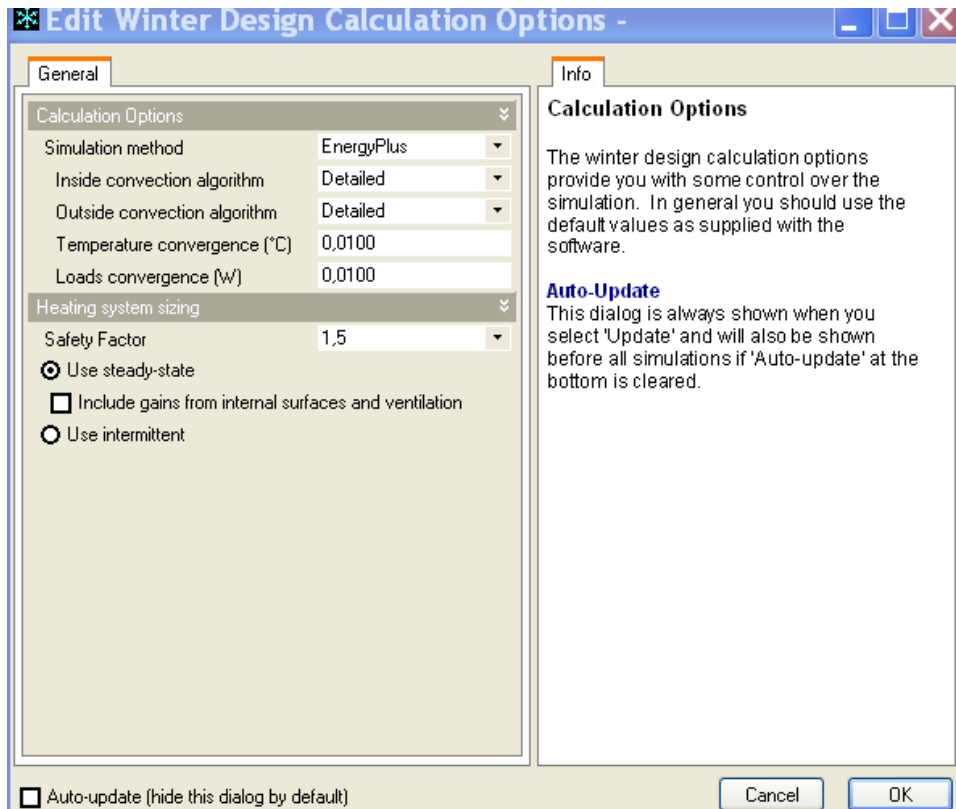 Edit Winter Design Calculation Options -
General
Calculation Options
Simulation method EnergyPlus
Inside convection algorithm Detailed
Outside convection algorithm Detailed
Temperature convergence (°C) 0,0100
Loads convergence (W) 0,0100
Heating system sizing
Safety Factor 1,5
Use steady-state
Include gains from internal surfaces and ventilation
Use intermittent
Info
Calculation Options
The winter design calculation options
provide you with some control over the
simulation. In general you should use the
default values as supplied with the
software.
Auto-Update
This dialog is always shown when you
select 'Update' and will also be shown
before all simulations if 'Auto-update' at the
bottom is cleared.
Auto-update (hide this dialog by default)
Cancel
OK